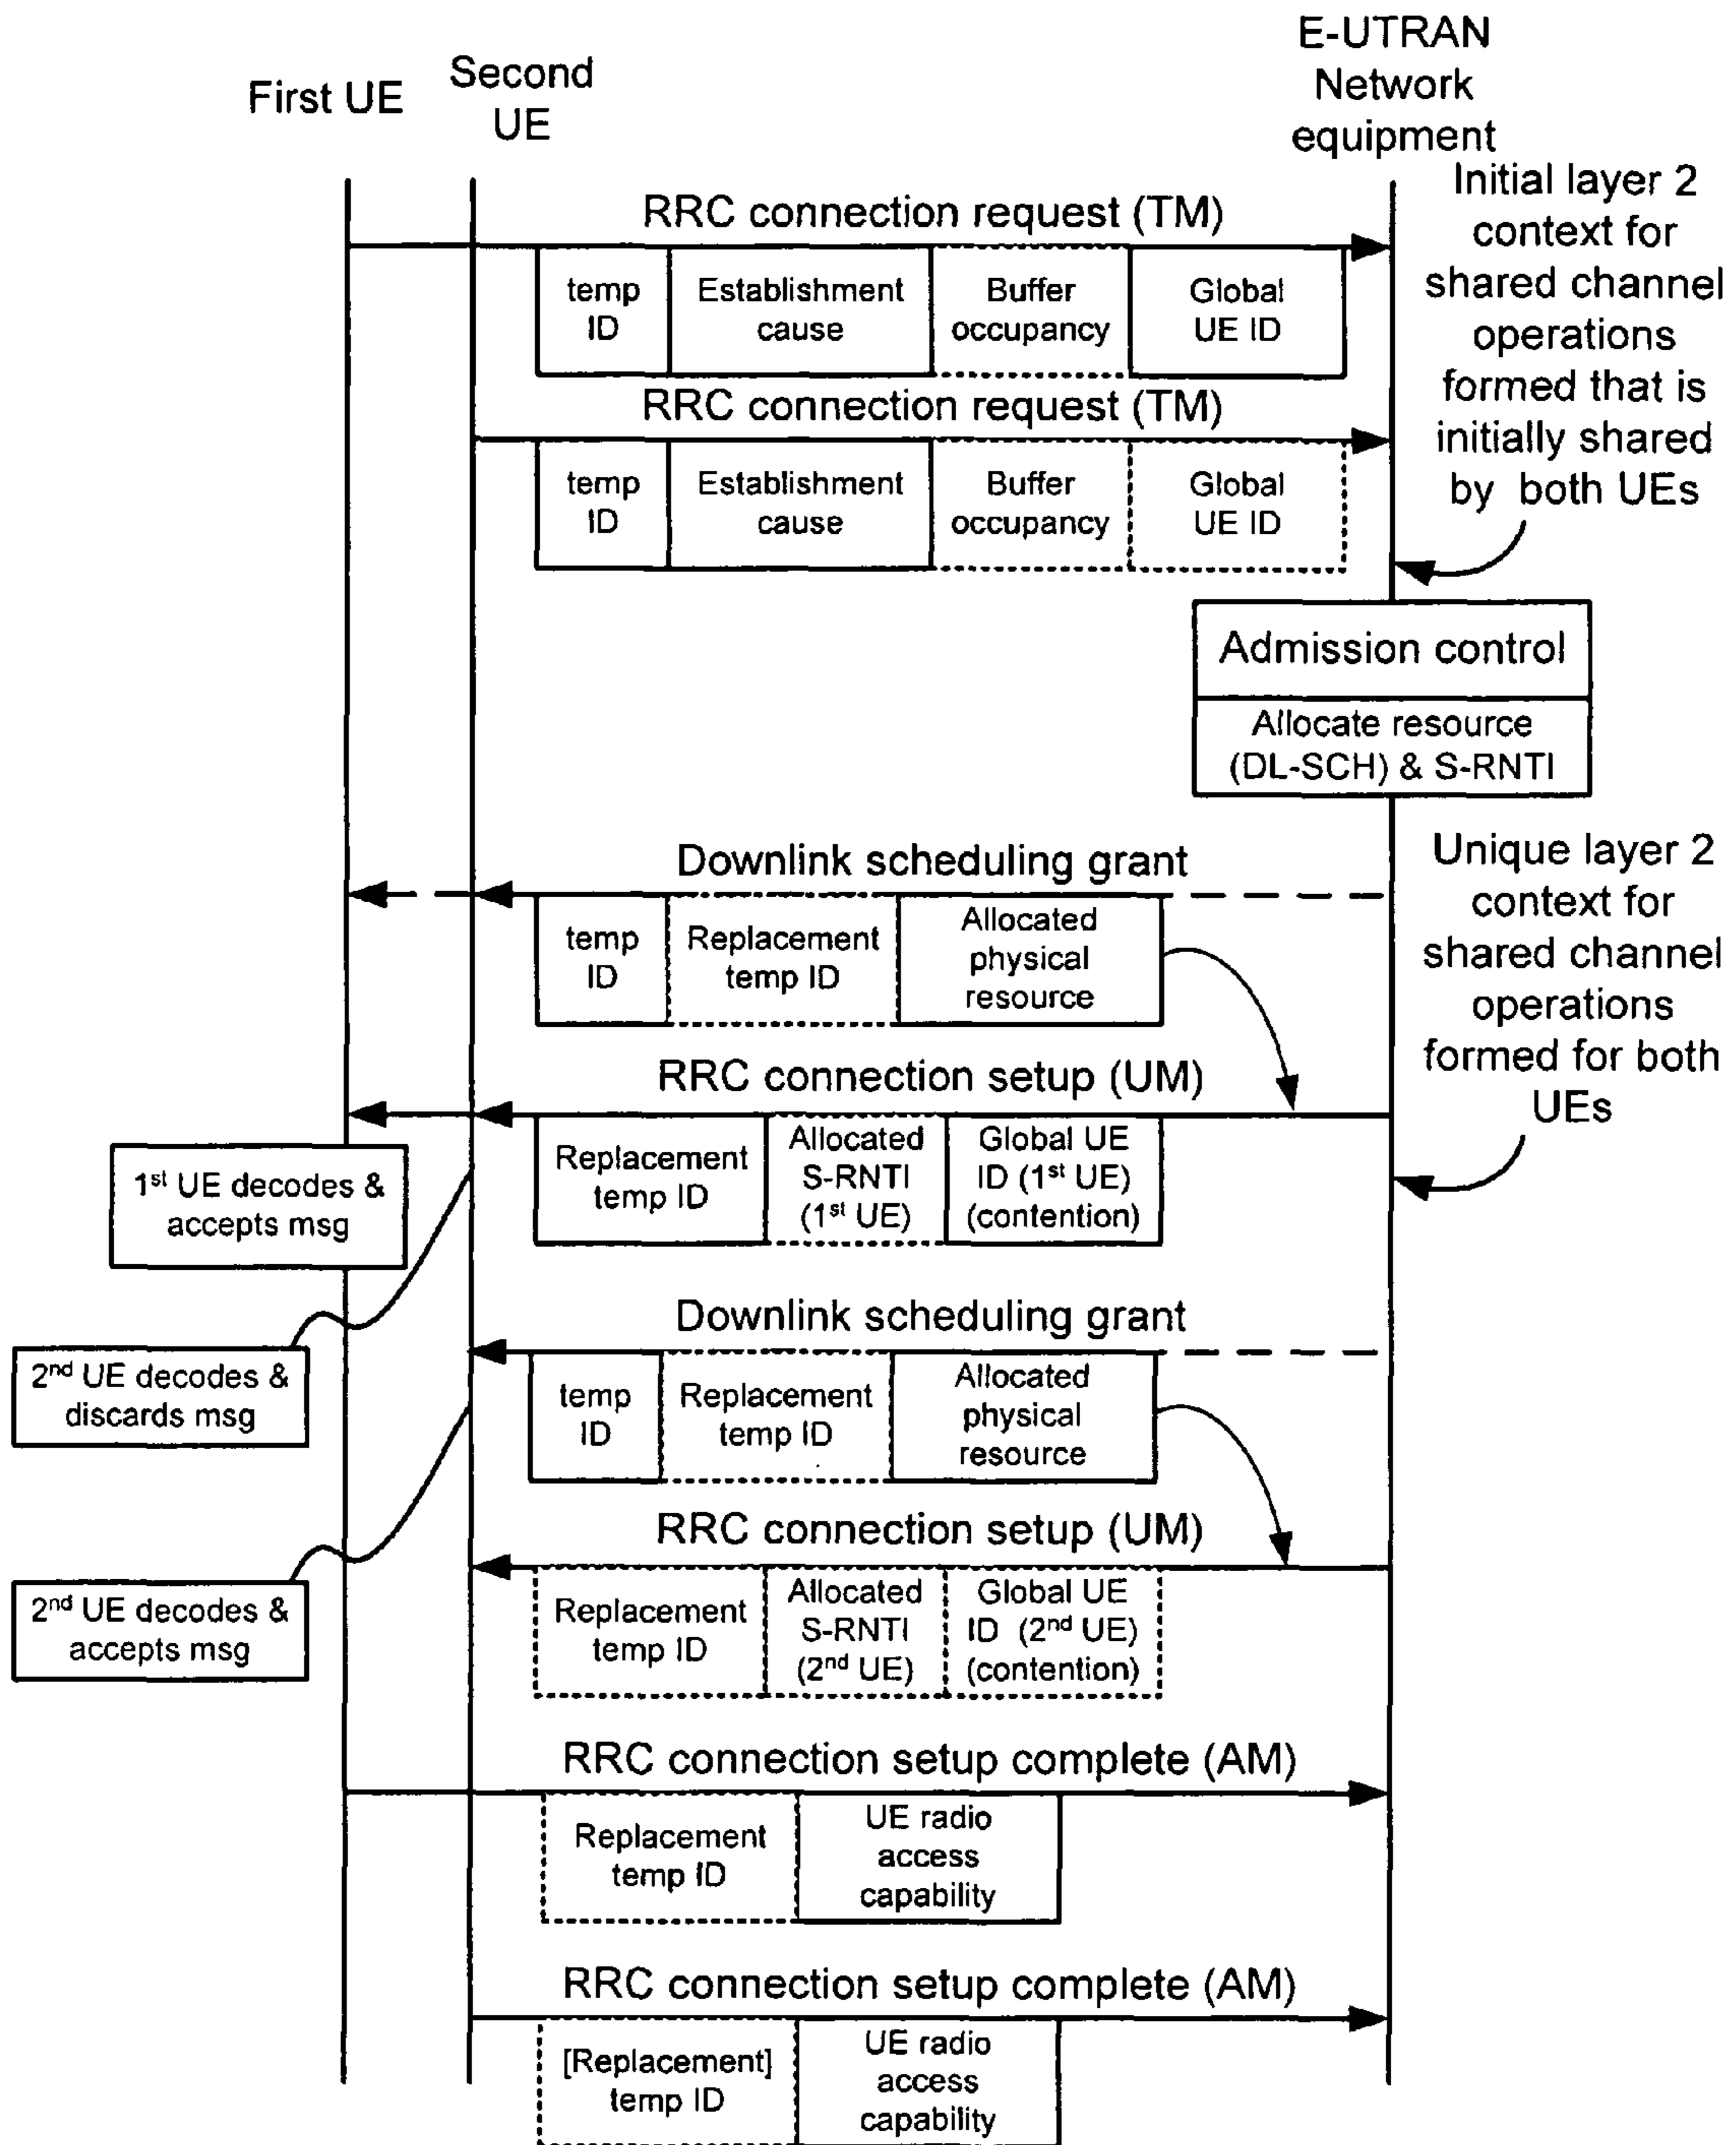 First UE
Second
UE
E-UTRAN
Network
equipment
Initial layer 2
context for
shared channel
operations
formed that is
initially shared
by both UEs
RRC connection request (TM)
temp
ID
Establishment
cause
Buffer
occupancy
Global
UE ID
RRC connection request (TM)
temp
ID
Establishment
cause
Buffer
occupancy
Global
UE ID
Admission control
Allocate resource
(DL-SCH) & S-RNTI
Unique layer 2
context for
shared channel
operations
formed for both
UEs
Downlink scheduling grant
temp
ID
Replacement
temp ID
Allocated
physical
resource
RRC connection setup (UM)
Replacement
temp ID
Allocated
S-RNTI
(1st UE)
Global UE
ID (1st UE)
(contention)
1st UE decodes &
accepts msg
2nd UE decodes &
discards msg
Downlink scheduling grant
temp
ID
Replacement
temp ID
Allocated
physical
resource
RRC connection setup (UM)
Replacement
temp ID
Allocated
S-RNTI
(2nd UE)
Global UE
ID (2nd UE)
(contention)
2nd UE decodes &
accepts msg
RRC connection setup complete (AM)
Replacement
temp ID
UE radio
access
capability
RRC connection setup complete (AM)
[Replacement]
temp ID
UE radio
access
capability